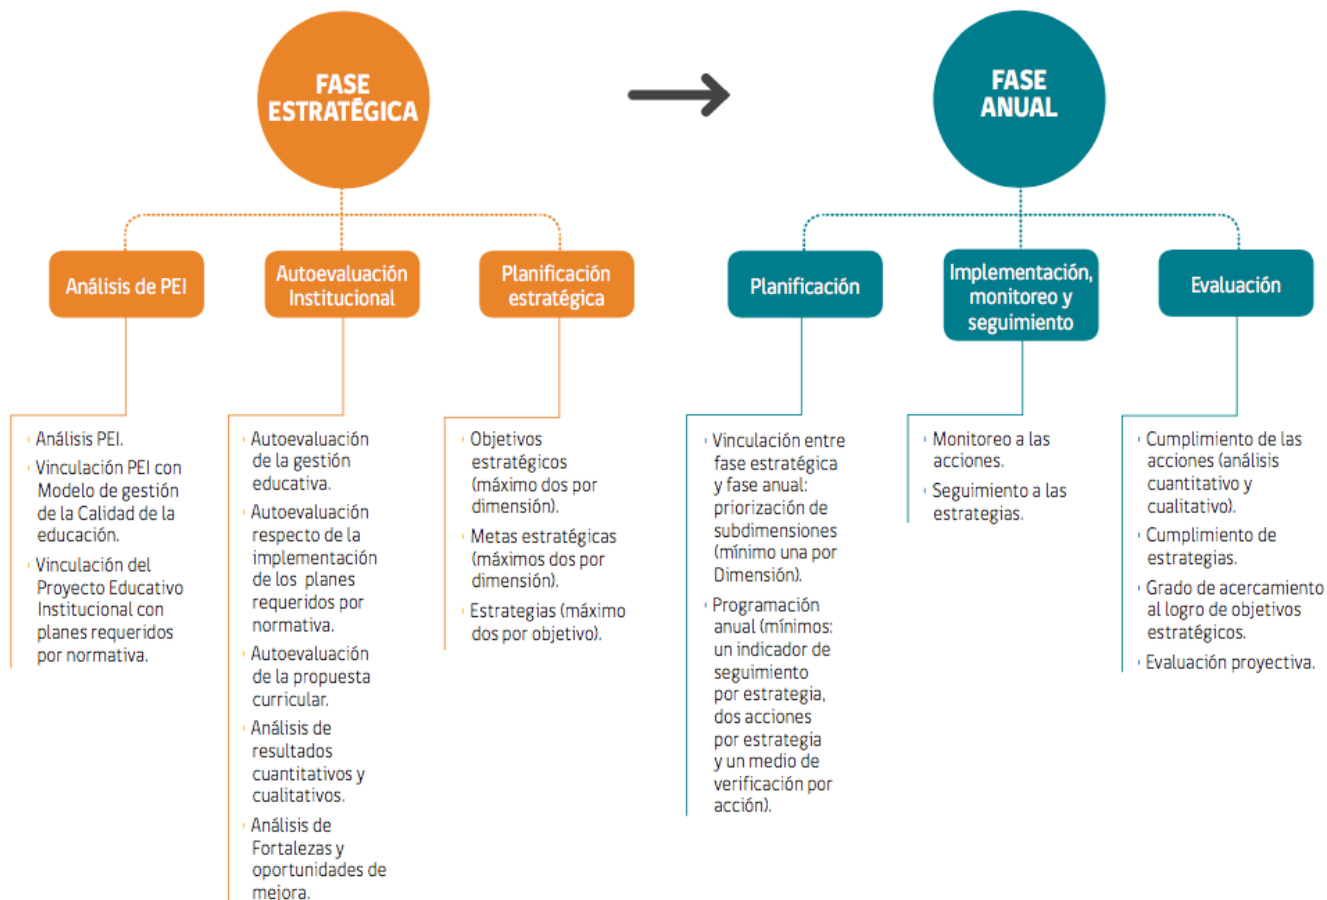 FASE
ESTRATÉGICA
FASE
ANUAL
Análisis de PEI
Autoevaluación
Institucional
Planificación
estratégica
Planificación
Implementación,
monitoreo y
seguimiento
Evaluación
Análisis PEI.
Vinculación PEI con
Modelo de gestión
de la Calidad de la
educación.
Vinculación del
Proyecto Educativo
Institucional con
planes requeridos
por normativa.
Autoevaluación
de la gestión
educativa.
Autoevaluación
respecto de la
implementación
de los planes
requeridos por
normativa.
Autoevaluación
de la propuesta
curricular.
Análisis de
resultados
cuantitativos y
cualitativos.
Análisis de
Fortalezas y
oportunidades de
mejora.
Objetivos
estratégicos
(máximo dos por
dimensión).
Metas estratégicas
(máximos dos por
dimensión).
Estrategias (máximo
dos por objetivo).
Vinculación entre
fase estratégica
y fase anual:
priorización de
subdimensiones
(mínimo una por
Dimensión).
Programación
anual (mínimos:
un indicador de
seguimiento
por estrategia,
dos acciones
por estrategia
y un medio de
verificación por
acción).
Monitoreo a las
acciones.
Seguimiento a las
estrategias.
Cumplimiento de las
acciones (análisis
cuantitativo y
cualitativo).
Cumplimiento de
estrategias.
Grado de acercamiento
al logro de objetivos
estratégicos.
Evaluación proyectiva.